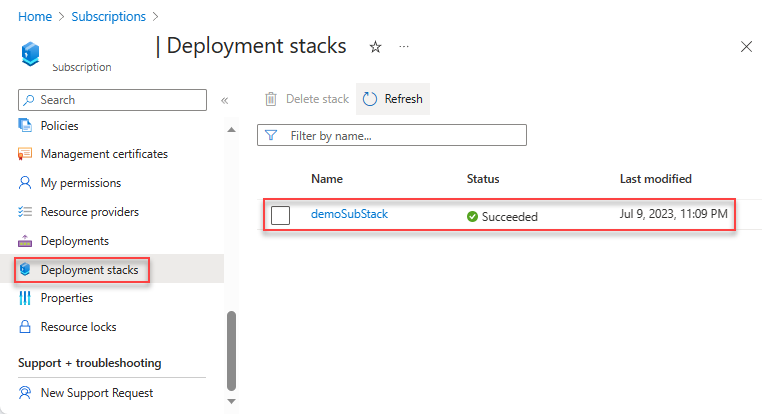 Home > Subscriptions >
| Deployment stacks ☆ ...
Subscription
Search
«
Delete stack
Refresh
Policies
Management certificates
My permissions
Resource providers
Deployments
Deployment stacks
Properties
Resource locks
Support + troubleshooting
New Support Request
Filter by name...
Name Status Last modified
demoSubStack Succeeded Jul 9, 2023, 11:09 PM